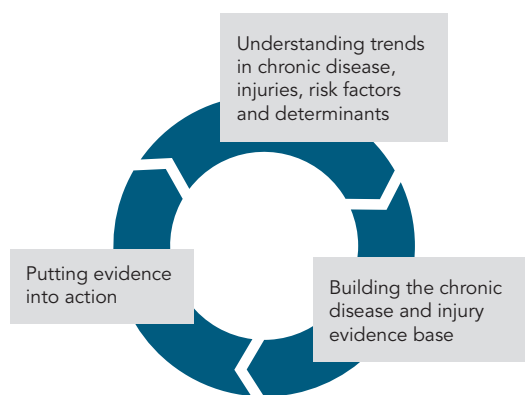 Understanding trends
in chronic disease,
injuries, risk factors
and determinants
Building the chronic
disease and injury
evidence base
Putting evidence
into action